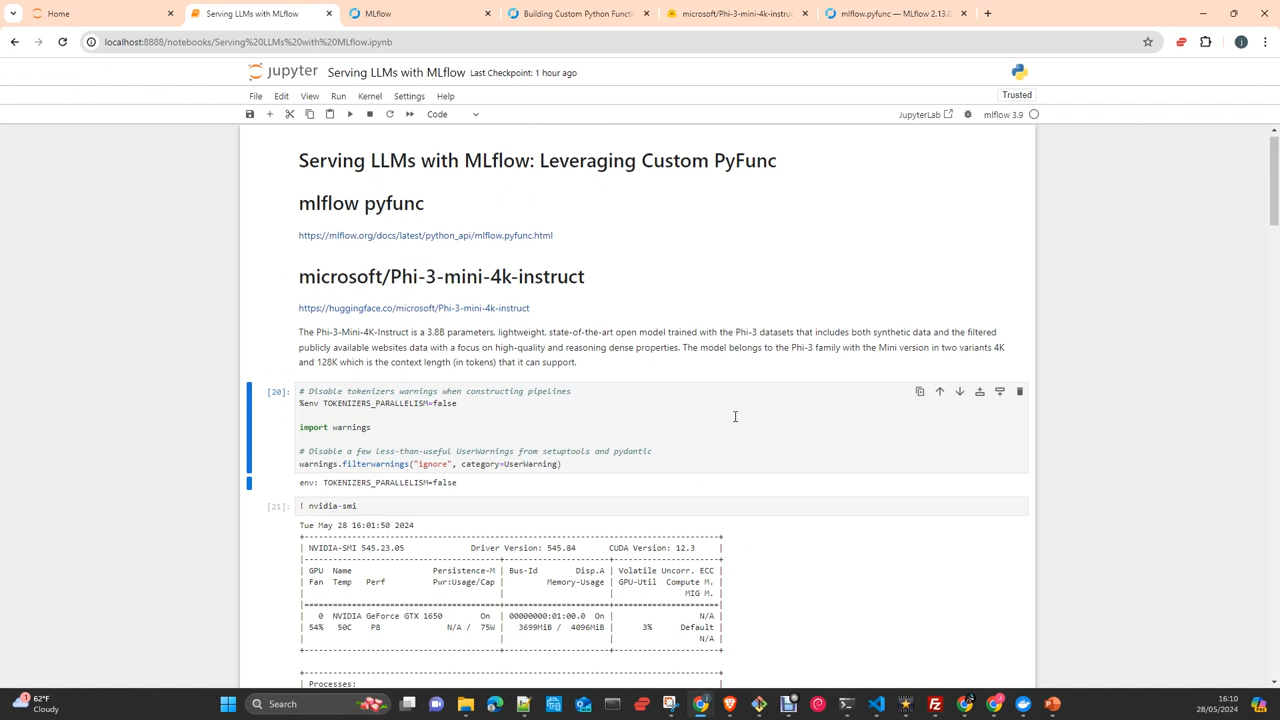 Home
Serving LLMs with MLflow
MLflow
Building Custom Python Functi
microsoft/Phi-3-mini-4k-instruc
mlflow.pyfunc — MLflow 2.13.0
localhost:8888/notebooks/Serving%20LLMs%20with%20MLflow.ipynb
jupyter
Serving LLMs with MLflow Last Checkpoint: 1 hour ago
File Edit View Run Kernel Settings Help
Trusted
Code
JupyterLab
mlflow 3.9
Serving LLMs with MLflow: Leveraging Custom PyFunc
mlflow pyfunc
https://mlflow.org/docs/latest/python_api/mlflow.pyfunc.html
microsoft/Phi-3-mini-4k-instruct
https://huggingface.co/microsoft/Phi-3-mini-4k-instruct
The Phi-3-Mini-4K-Instruct is a 3.8B parameters, lightweight, state-of-the-art open model trained with the Phi-3 datasets that includes both synthetic data and the filtered
publicly available websites data with a focus on high-quality and reasoning dense properties. The model belongs to the Phi-3 family with the Mini version in two variants 4K
and 128K which is the context length (in tokens) that it can support.
[20]: # Disable tokenizers warnings when constructing pipelines
%env TOKENIZERS_PARALLELISM=false
import warnings
# Disable a few less-than-useful UserWarnings from setuptools and pydantic
warnings.filterwarnings("ignore", category=UserWarning)
env: TOKENIZERS_PARALLELISM=false
[21]: ! nvidia-smi
Tue May 28 16:01:50 2024
+---------------------------------------------------------------------------------------+
| NVIDIA-SMI 545.23.05 Driver Version: 545.84 CUDA Version: 12.3 |
|-----------------------------------------+----------------------+----------------------+
| GPU Name Persistence-M | Bus-Id Disp.A | Volatile Uncorr. ECC |
| Fan Temp Perf Pwr:Usage/Cap | Memory-Usage | GPU-Util Compute M. |
| | | MIG M. |
|=========================================+======================+======================|
| 0 NVIDIA GeForce GTX 1650 On | 00000000:01:00.0 On | N/A |
| 54% 50C P8 N/A / 75W | 3699MiB / 4096MiB | 3% Default |
| | | N/A |
+-----------------------------------------+----------------------+----------------------+
+---------------------------------------------------------------------------------------+
| Processes:
1
62°F
Cloudy
Search
16:10
28/05/2024